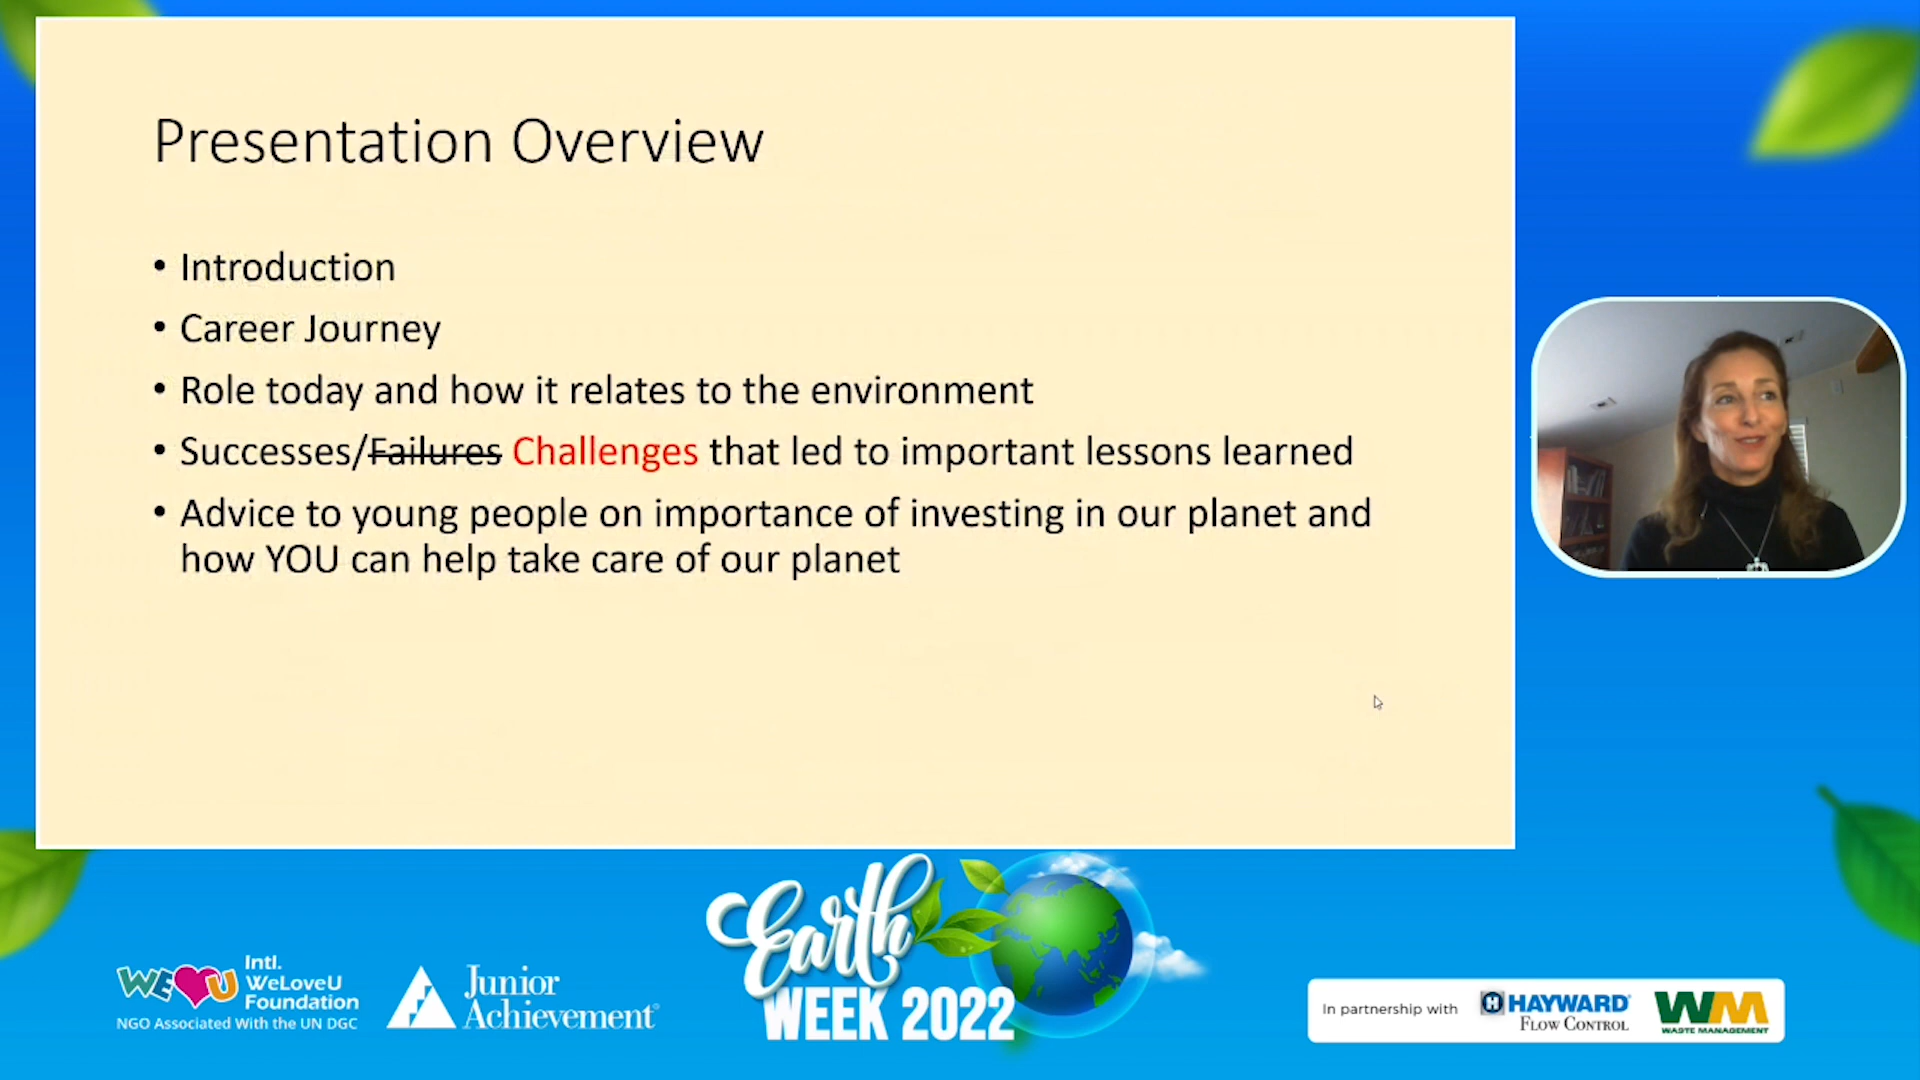 Presentation Overview
• Introduction
• Career Journey
• Role today and how it relates to the environment
• Successes/Failures Challenges that led to important lessons learned
• Advice to young people on importance of investing in our planet and
how YOU can help take care of our planet
Earth
WEEK 2022
WE U
Intl.
WeLoveU
Foundation
NGO Associated With the UN DGC
Junior
Achievement®
In partnership with
H HAYWARD®
FLOW CONTROL
WM
WASTE MANAGEMENT